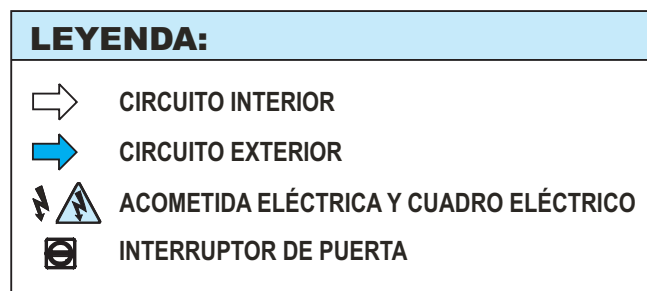 LEYENDA:
CIRCUITO INTERIOR
CIRCUITO EXTERIOR
ACOMETIDA ELÉCTRICA Y CUADRO ELÉCTRICO
INTERRUPTOR DE PUERTA